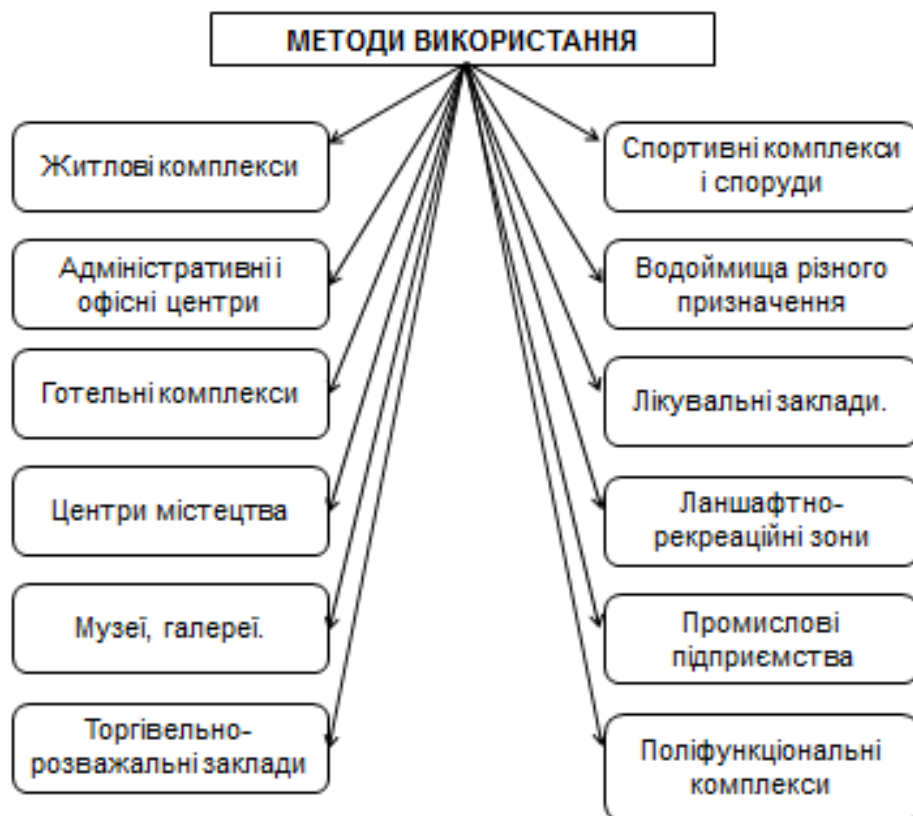 МЕТОДИ ВИКОРИСТАННЯ
Житлові комплекси
Адміністративні і
офісні центри
Готельні комплекси
Центри містецтва
Музеї, галереї.
Торгівельно-
розважальні заклади
Спортивні комплекси
і споруди
Водоймища різного
призначення
Лікувальні заклади.
Ланшафтно-
рекреаційні зони
Промислові
підприємства
Поліфункціональні
комплекси